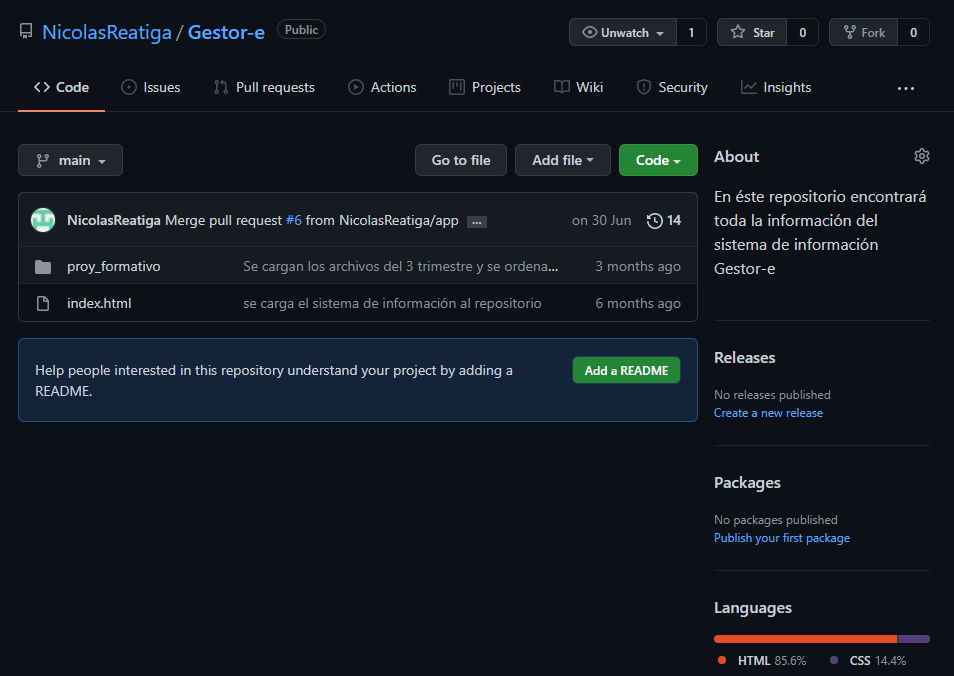 NicolasReatiga / Gestor-e Public
Unwatch 1 Star 0 Fork 0
Code Issues Pull requests Actions Projects Wiki Security Insights ...
main Go to file Add file Code
NicolasReatiga Merge pull request #6 from NicolasReatiga/app ... on 30 Jun 14
proy_formativo Se cargan los archivos del 3 trimestre y se ordena... 3 months ago
index.html se carga el sistema de información al repositorio 6 months ago
Help people interested in this repository understand your project by adding a
README.
Add a README
About
En éste repositorio encontrará
toda la información del
sistema de información
Gestor-e
Releases
No releases published
Create a new release
Packages
No packages published
Publish your first package
Languages
HTML 85.6% CSS 14.4%